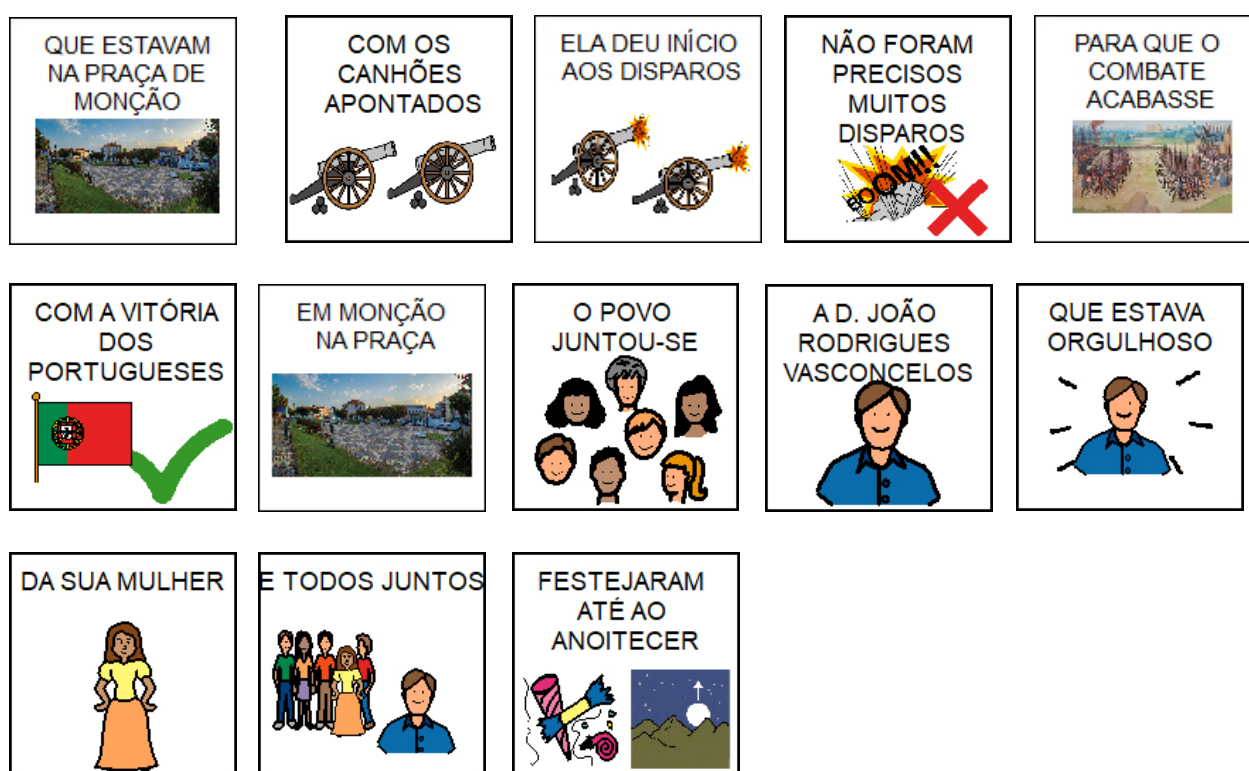 QUE ESTAVAM
NA PRAÇA DE
MONÇÃO
COM OS
CANHÕES
APONTADOS
ELA DEU INÍCIO
AOS DISPAROS
NÃO FORAM
PRECISOS
MUITOS
DISPAROS
BOOM!!
PARA QUE O
COMBATE
ACABASSE
COM A VITÓRIA
DOS
PORTUGUESES
EM MONÇÃO
NA PRAÇA
O POVO
JUNTOU-SE
A D. JOÃO
RODRIGUES
VASCONCELOS
QUE ESTAVA
ORGULHOSO
DA SUA MULHER
E TODOS JUNTOS
FESTEJARAM
ATÉ AO
ANOITECER